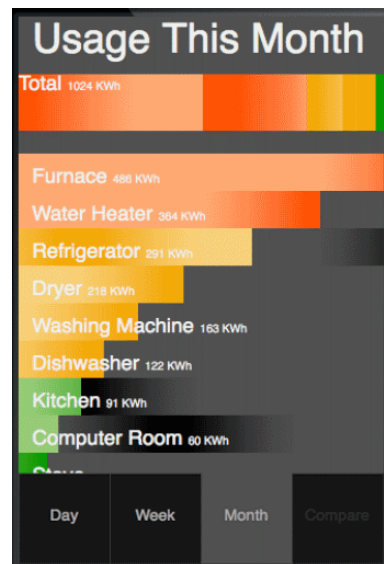 Usage This Month
Total 1024 KWh
Furnace 486 KWh
Water Heater 364 KWh
Refrigerator 291 KWh
Dryer 218 KWh
Washing Machine 163 KWh
Dishwasher 122 KWh
Kitchen 91 KWh
Computer Room 60 KWh
Day Week Month Compare